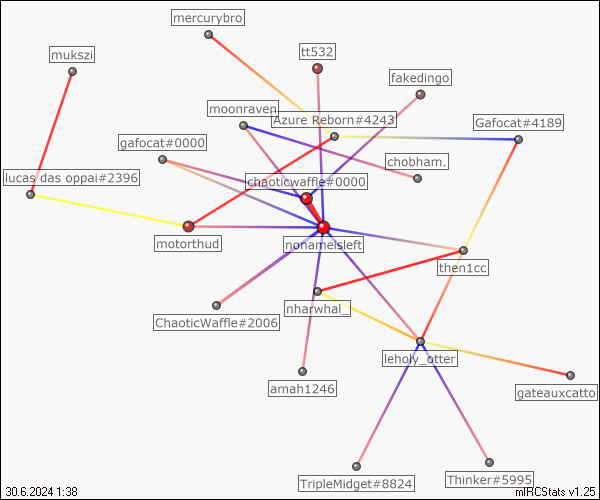 mercurybro
mukszi
tt532
fakedingo
moonraven
Azure Reborn#4243
Gafocat#4189
gafocat#0000
chobham.
lucas das oppai#2396
chaoticwaffle#0000
motorthud
nonameisleft
then1cc
nharwhal_
ChaoticWaffle#2006
leholy_otter
amah1246
gateauxcatto
TripleMidget#8824
Thinker#5995
30.6.2024 1:38
mIRCStats v1.25